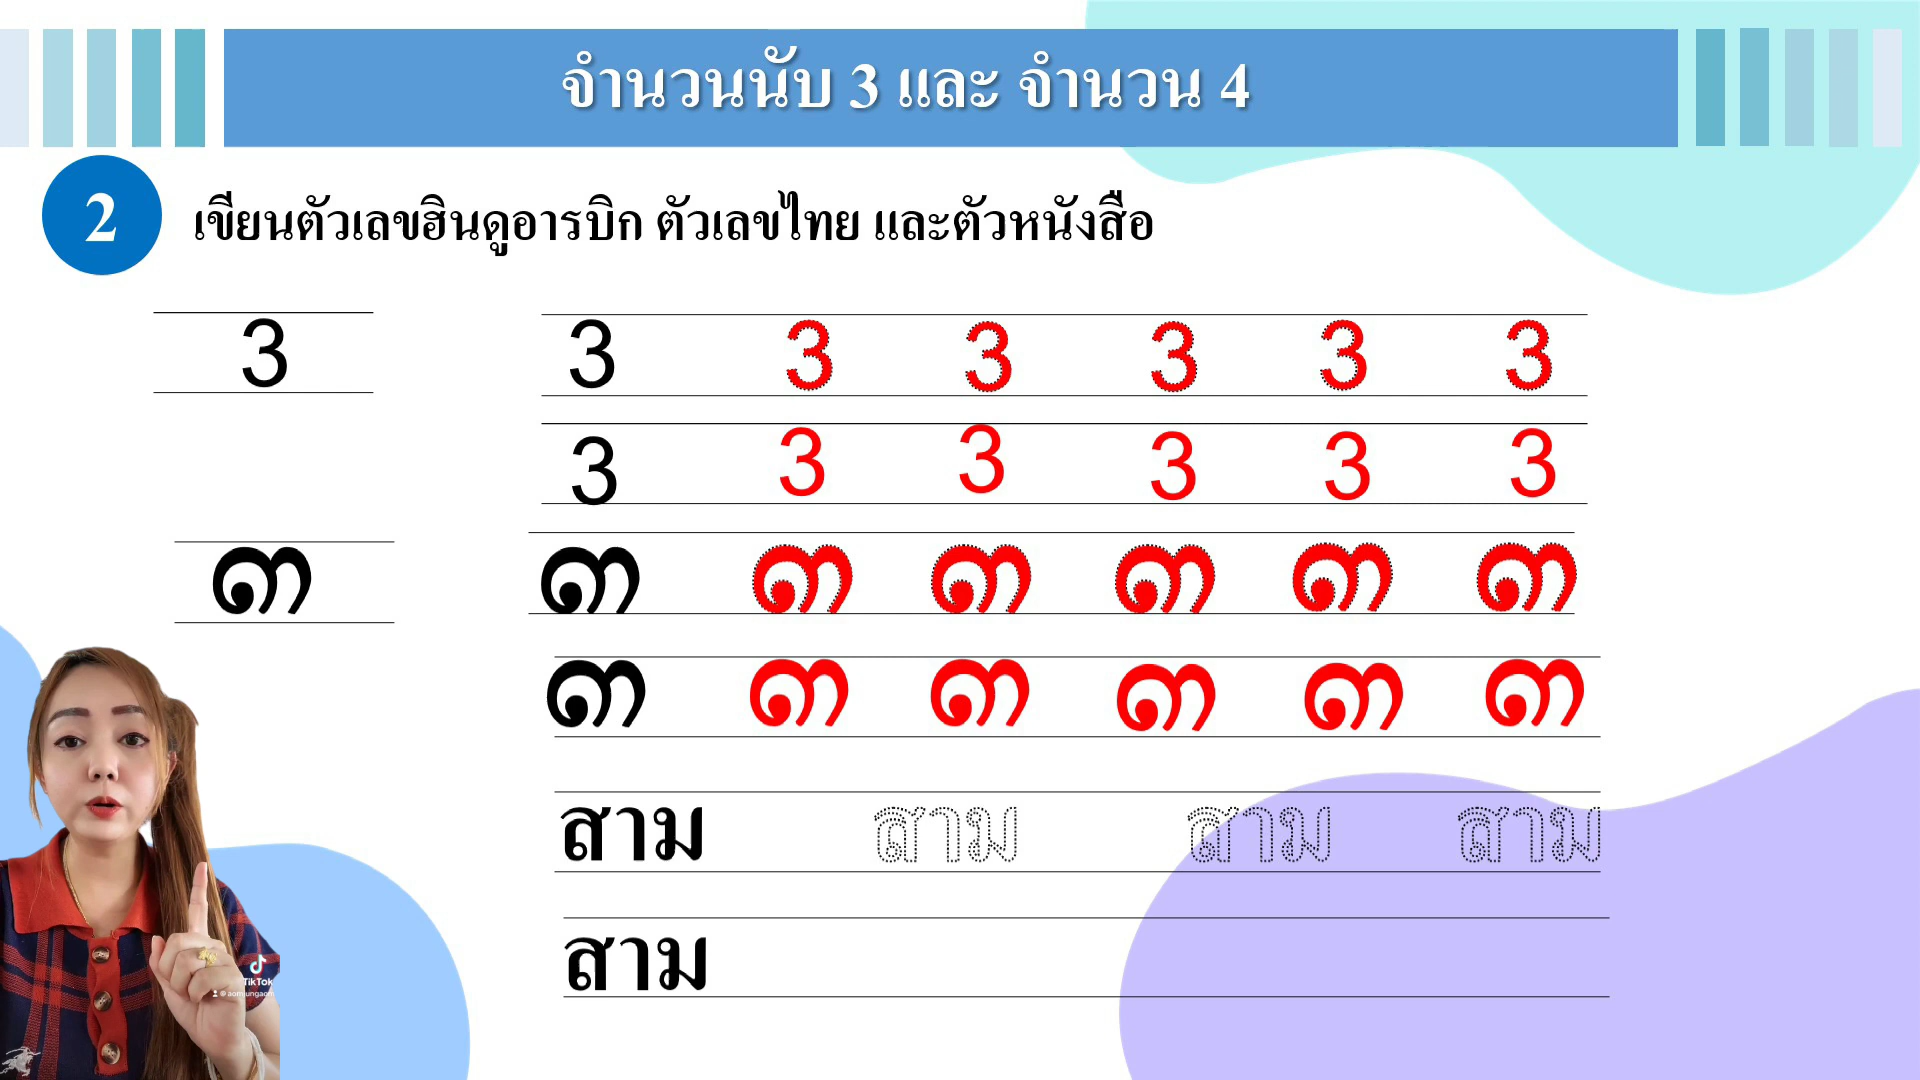 จำนวนนับ 3 และ จำนวน 4
2 เขียนตัวเลขฮินดูอารบิก ตัวเลขไทย และตัวหนังสือ
3 3 3 3 3 3 3
3 3 3 3 3 3
๓ ๓ ๓ ๓ ๓ ๓ ๓
๓ ๓ ๓ ๓ ๓ ๓
สาม สาม สาม สาม
สาม
TikTok